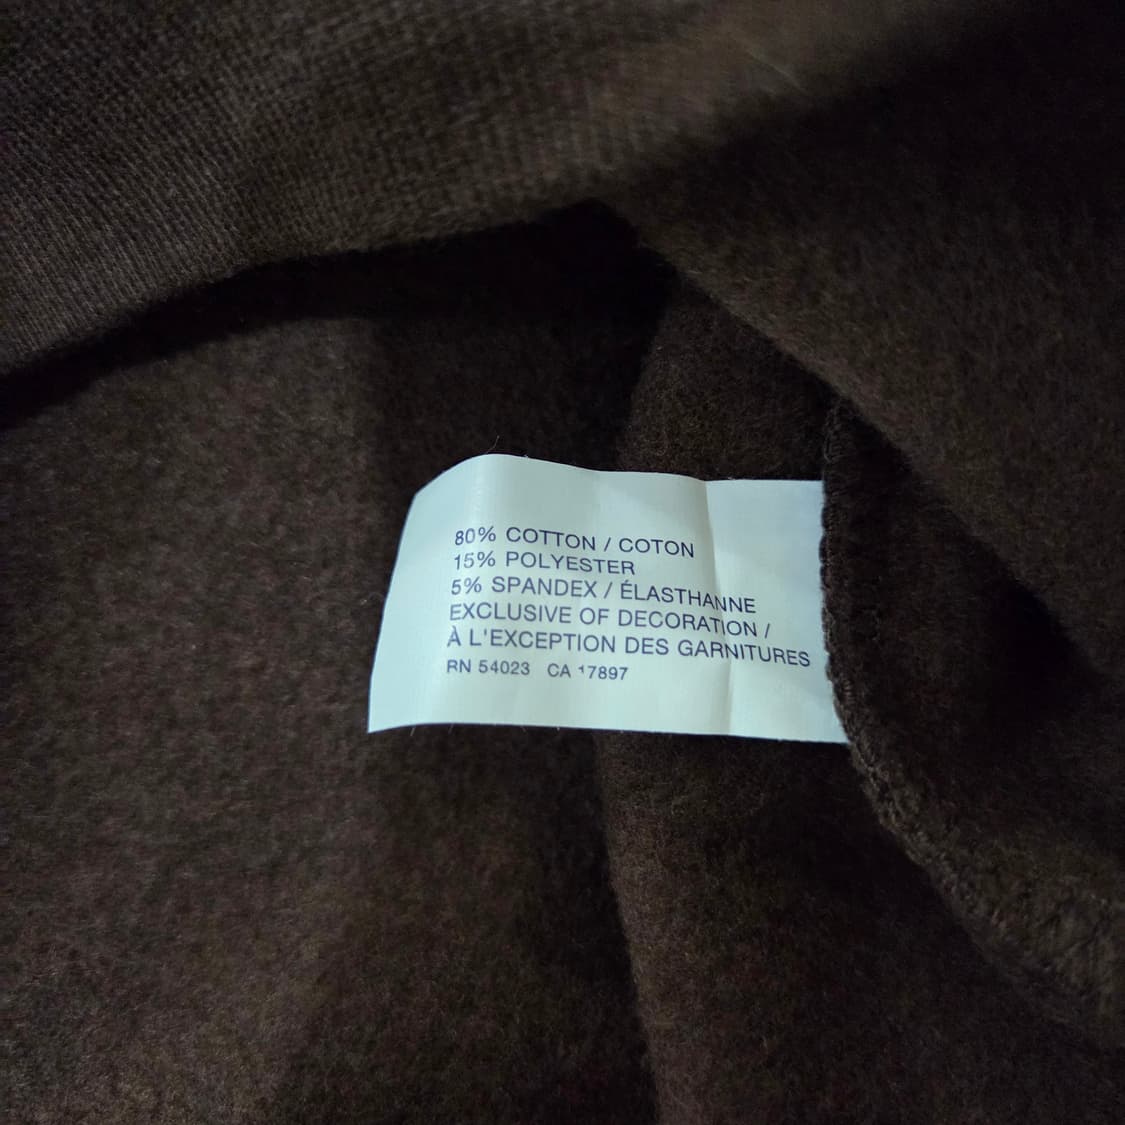 80% COTTON / COTON
15% POLYESTER
5% SPANDEX / ÉLASTHANNE
EXCLUSIVE OF DECORATION /
À L'EXCEPTION DES GARNITURES
RN 54023 CA 17897